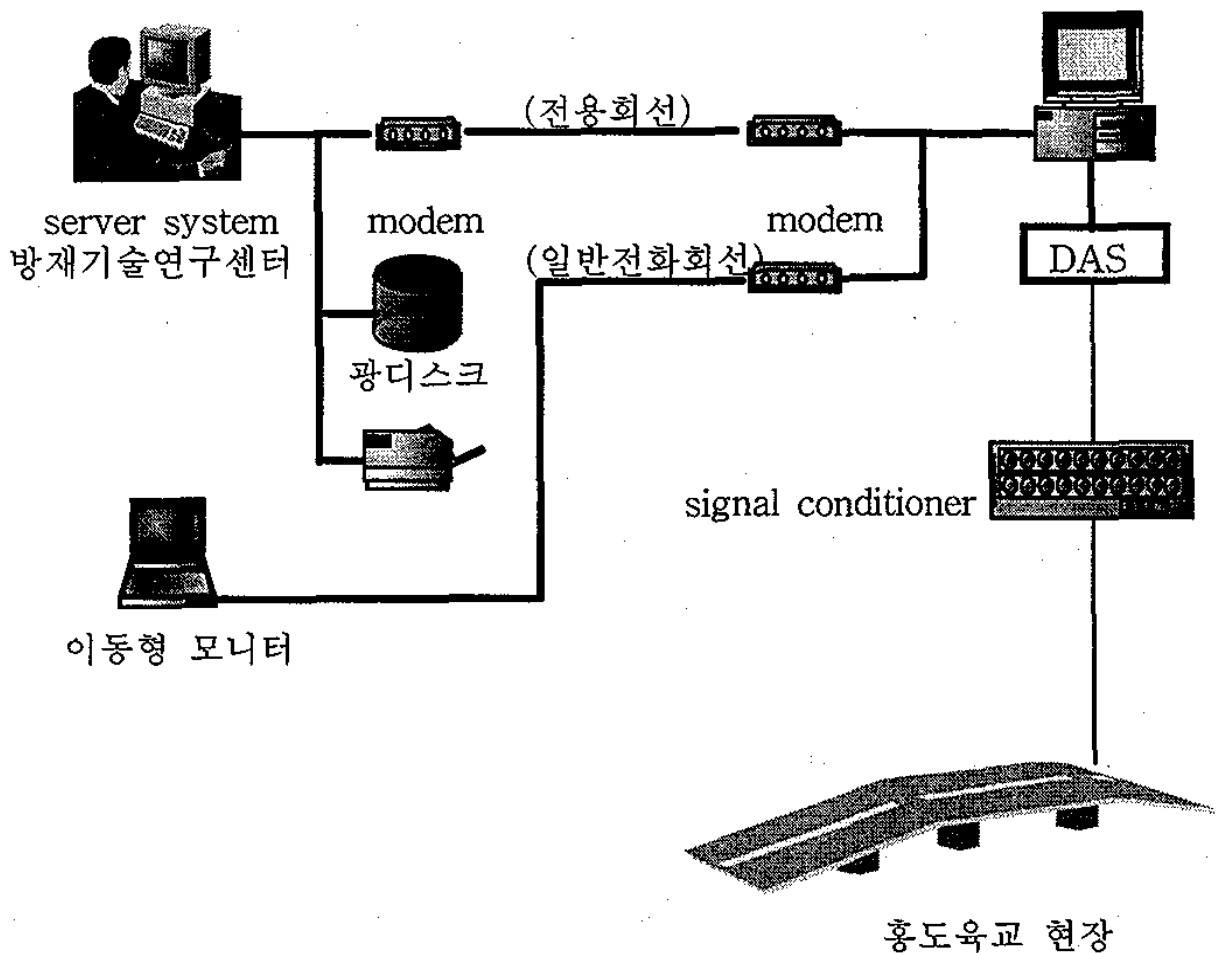 (전용회선)
server system
방재기술연구센터
modem
modem
(일반전화회선)
DAS
광디스크
signal conditioner
이동형 모니터
홍도육교 현장